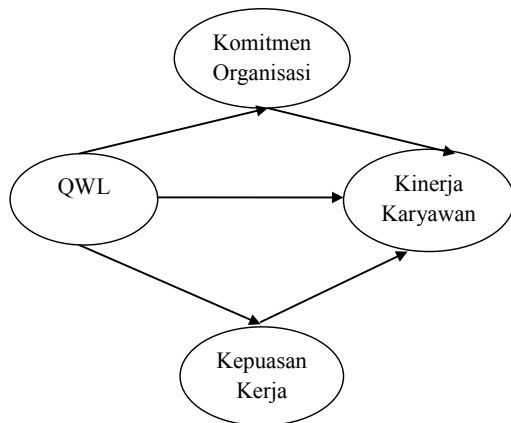 Komitmen
Organisasi
QWL
Kinerja
Karyawan
Kepuasan
Kerja